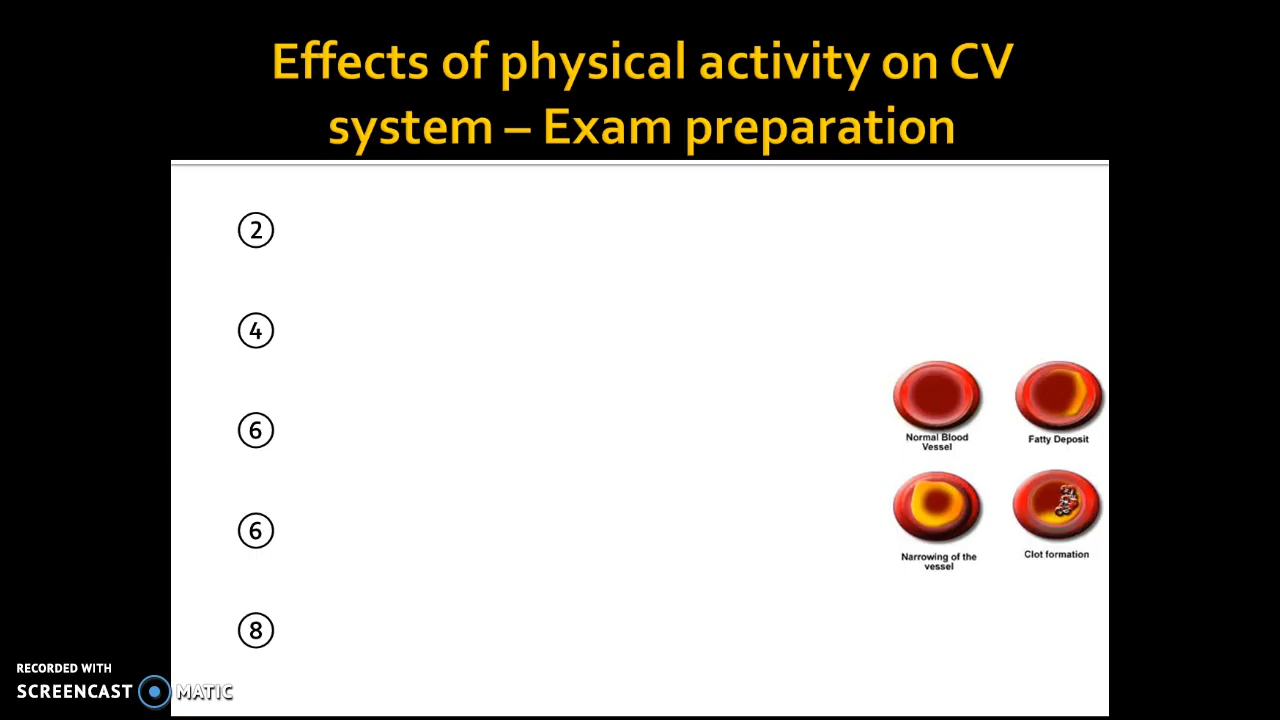 Effects of physical activity on CV
system – Exam preparation
2
4
6
6
8
Normal Blood
Vessel
Fatty Deposit
Narrowing of the
vessel
Clot formation
RECORDED WITH
SCREENCAST MATIC